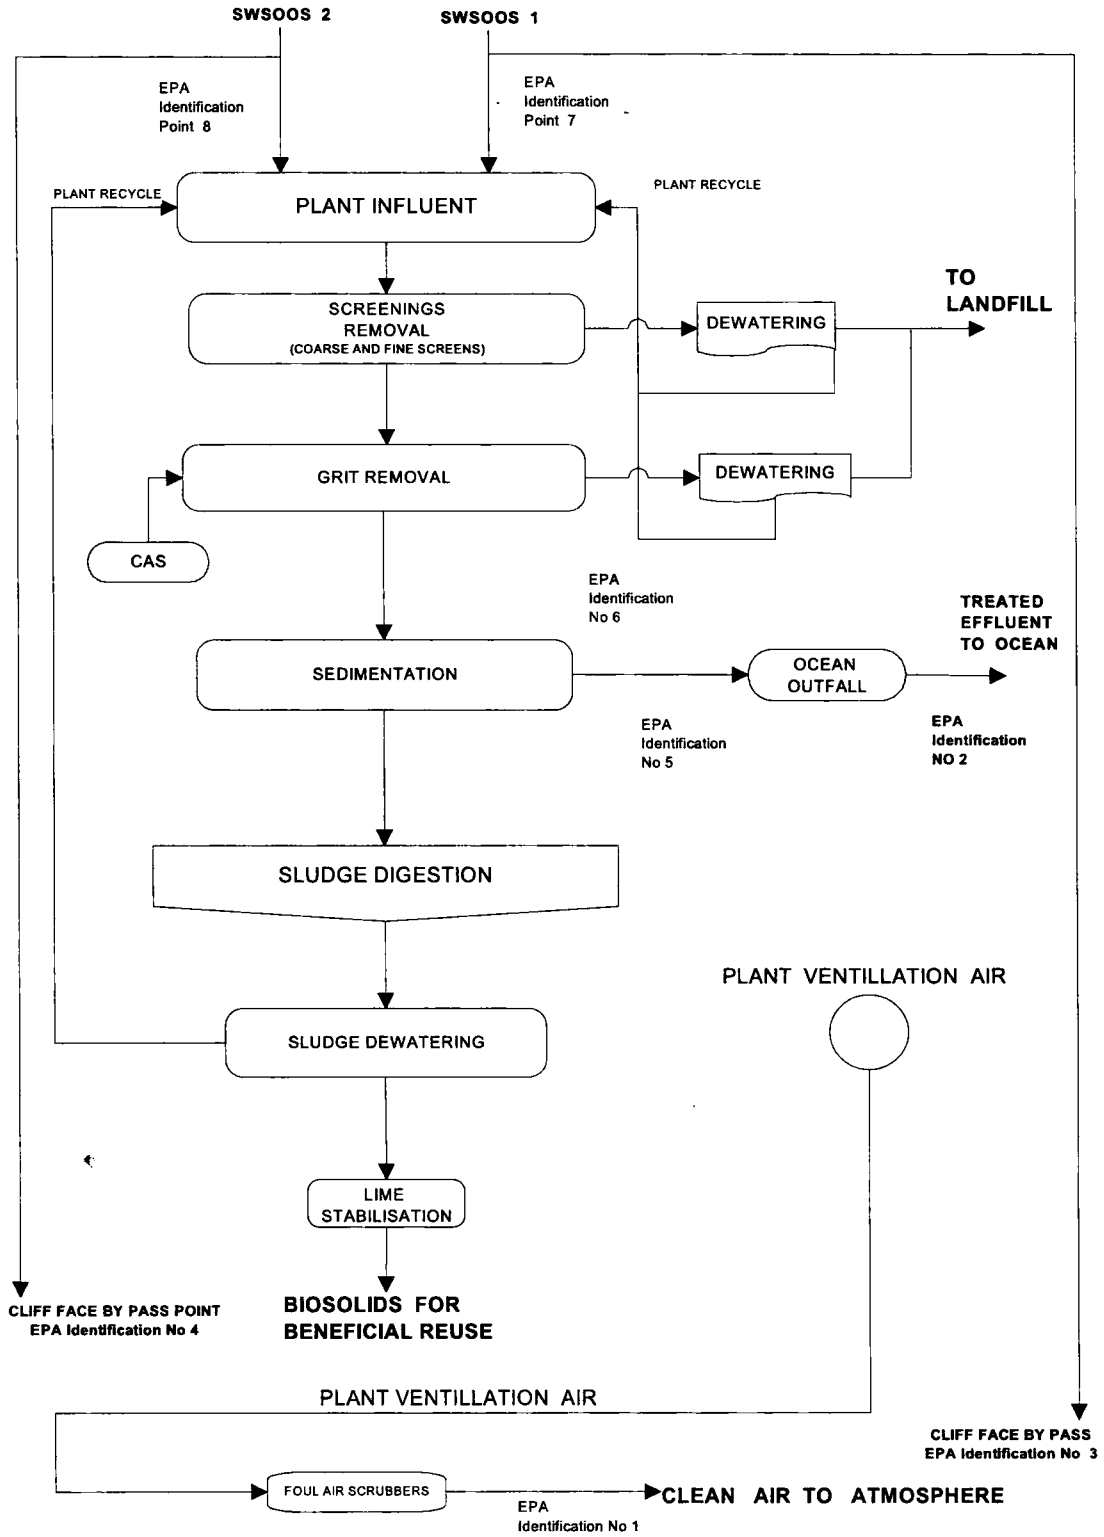 SWSOOS 2
SWSOOS 1
EPA
Identification
Point 8
EPA
Identification
Point 7
PLANT RECYCLE
PLANT RECYCLE
PLANT INFLUENT
TO
LANDFILL
SCREENINGS
REMOVAL
(COARSE AND FINE SCREENS)
DEWATERING
GRIT REMOVAL
DEWATERING
CAS
EPA
Identification
No 6
TREATED
EFFLUENT
TO OCEAN
SEDIMENTATION
OCEAN
OUTFALL
EPA
Identification
No 5
EPA
Identification
NO 2
SLUDGE DIGESTION
PLANT VENTILLATION AIR
SLUDGE DEWATERING
LIME
STABILISATION
CLIFF FACE BY PASS POINT
EPA Identification No 4
BIOSOLIDS FOR
BENEFICIAL REUSE
PLANT VENTILLATION AIR
CLIFF FACE BY PASS
EPA Identification No 3
FOUL AIR SCRUBBERS
CLEAN AIR TO ATMOSPHERE
EPA
Identification No 1